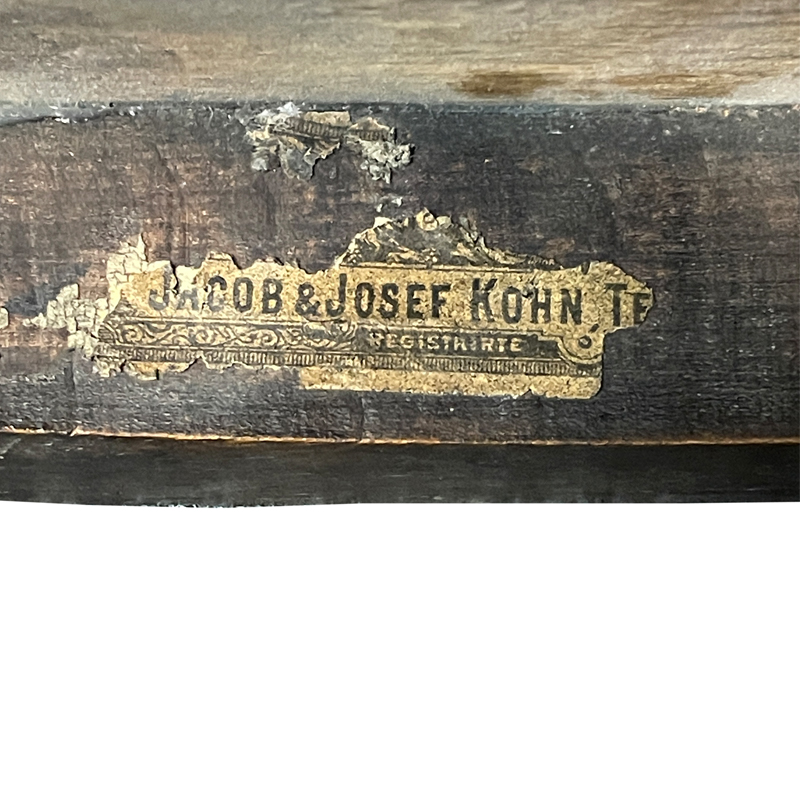 JACOB & JOSEF KOHN, TE
REGISTRIRTE